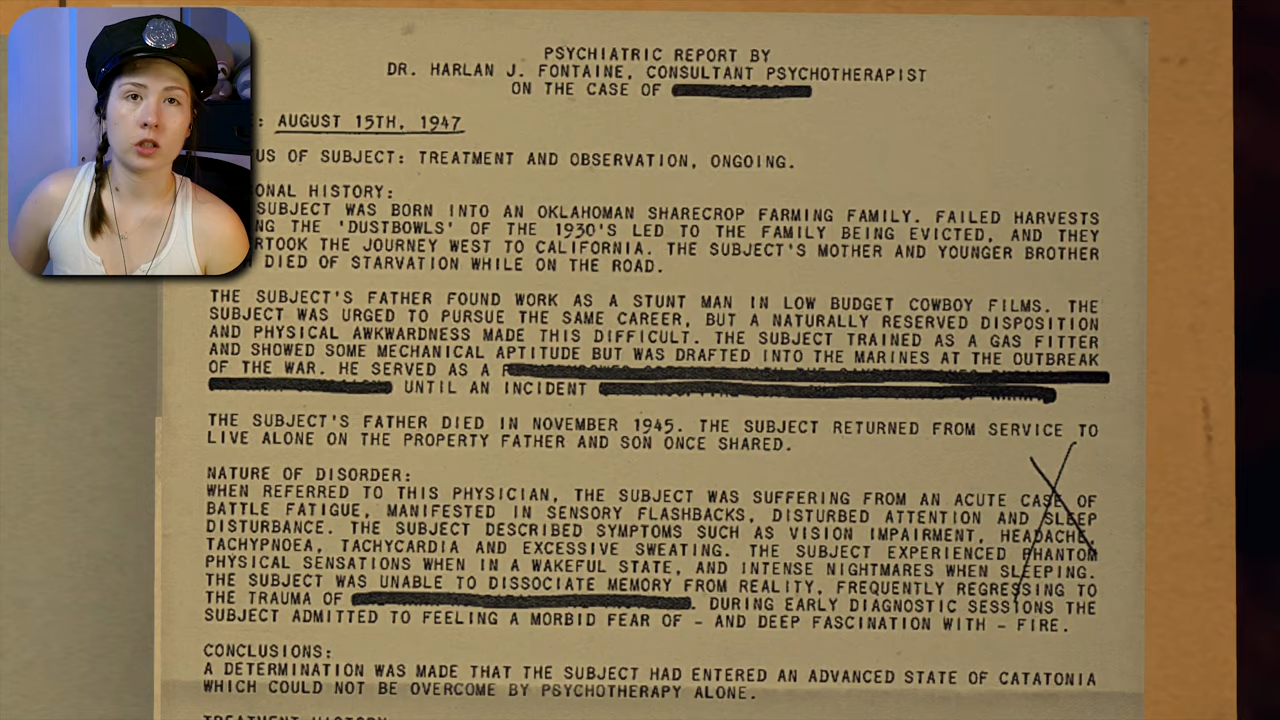 PSYCHIATRIC REPORT BY
DR. HARLAN J. FONTAINE, CONSULTANT PSYCHOTHERAPIST
ON THE CASE OF
: AUGUST 15TH, 1947
US OF SUBJECT: TREATMENT AND OBSERVATION, ONGOING.
ONAL HISTORY:
SUBJECT WAS BORN INTO AN OKLAHOMAN SHARECROP FARMING FAMILY. FAILED HARVESTS
NG THE 'DUSTBOWLS' OF THE 1930'S LED TO THE FAMILY BEING EVICTED, AND THEY
RTOOK THE JOURNEY WEST TO CALIFORNIA. THE SUBJECT'S MOTHER AND YOUNGER BROTHER
DIED OF STARVATION WHILE ON THE ROAD.
THE SUBJECT'S FATHER FOUND WORK AS A STUNT MAN IN LOW BUDGET COWBOY FILMS. THE
SUBJECT WAS URGED TO PURSUE THE SAME CAREER, BUT A NATURALLY RESERVED DISPOSITION
AND PHYSICAL AWKWARDNESS MADE THIS DIFFICULT. THE SUBJECT TRAINED AS A GAS FITTER
AND SHOWED SOME MECHANICAL APTITUDE BUT WAS DRAFTED INTO THE MARINES AT THE OUTBREAK
OF THE WAR. HE SERVED AS A
UNTIL AN INCIDENT
THE SUBJECT'S FATHER DIED IN NOVEMBER 1945. THE SUBJECT RETURNED FROM SERVICE TO
LIVE ALONE ON THE PROPERTY FATHER AND SON ONCE SHARED.
NATURE OF DISORDER:
WHEN REFERRED TO THIS PHYSICIAN, THE SUBJECT WAS SUFFERING FROM AN ACUTE CASE OF
BATTLE FATIGUE, MANIFESTED IN SENSORY FLASHBACKS, DISTURBED ATTENTION AND SLEEP
DISTURBANCE. THE SUBJECT DESCRIBED SYMPTOMS SUCH AS VISION IMPAIRMENT, HEADACHE,
TACHYPNOEA, TACHYCARDIA AND EXCESSIVE SWEATING. THE SUBJECT EXPERIENCED PHANTOM
PHYSICAL SENSATIONS WHEN IN A WAKEFUL STATE, AND INTENSE NIGHTMARES WHEN SLEEPING.
THE SUBJECT WAS UNABLE TO DISSOCIATE MEMORY FROM REALITY, FREQUENTLY REGRESSING TO
THE TRAUMA OF . DURING EARLY DIAGNOSTIC SESSIONS THE
SUBJECT ADMITTED TO FEELING A MORBID FEAR OF - AND DEEP FASCINATION WITH - FIRE.
CONCLUSIONS:
A DETERMINATION WAS MADE THAT THE SUBJECT HAD ENTERED AN ADVANCED STATE OF CATATONIA
WHICH COULD NOT BE OVERCOME BY PSYCHOTHERAPY ALONE.
TREATMENT HISTORY